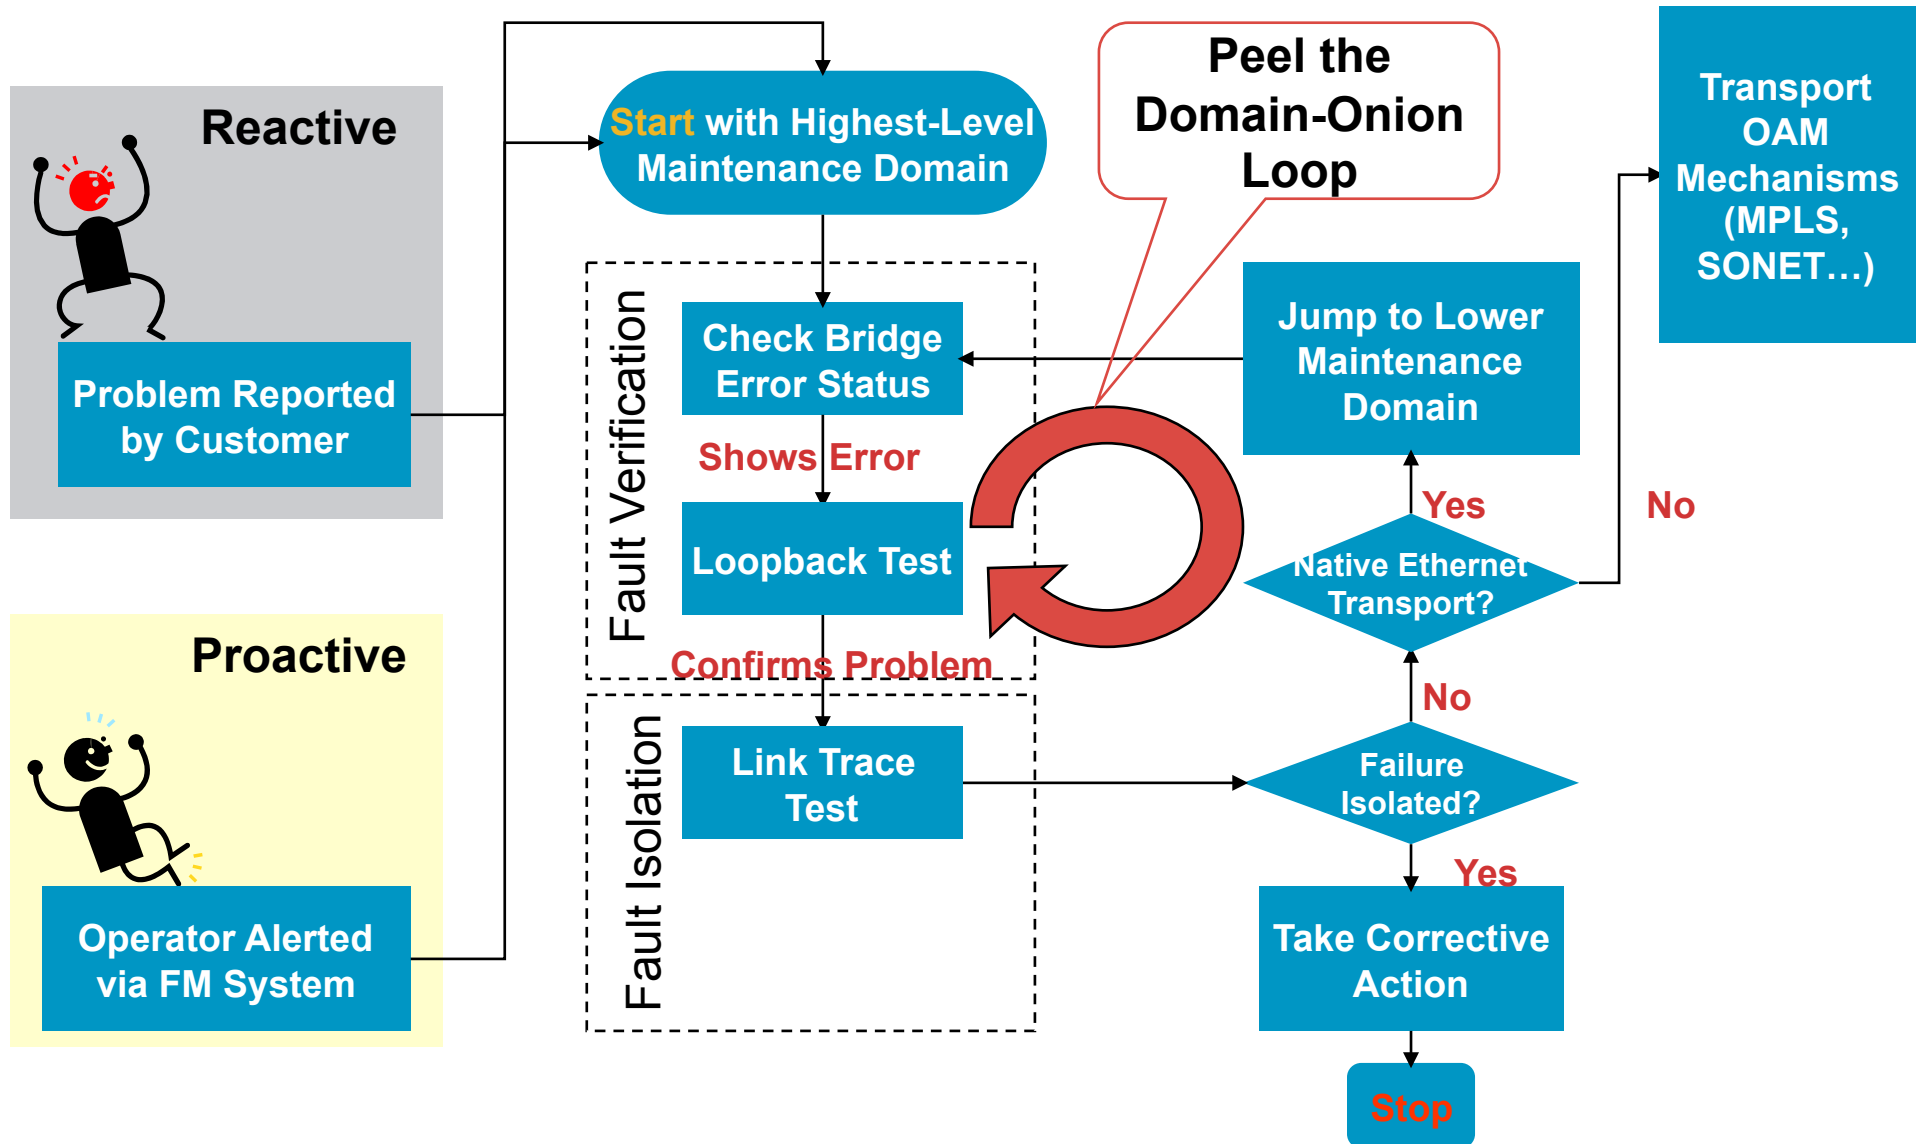 Reactive
Problem Reported
by Customer
Proactive
Operator Alerted
via FM System
Start with Highest-Level
Maintenance Domain
Fault Verification
Check Bridge
Error Status
Shows Error
Loopback Test
Confirms Problem
Fault Isolation
Link Trace
Test
Peel the
Domain-Onion
Loop
Jump to Lower
Maintenance
Domain
Yes
Native Ethernet
Transport?
No
Failure
Isolated?
Yes
Take Corrective
Action
Stop
No
Transport
OAM
Mechanisms
(MPLS,
SONET…)